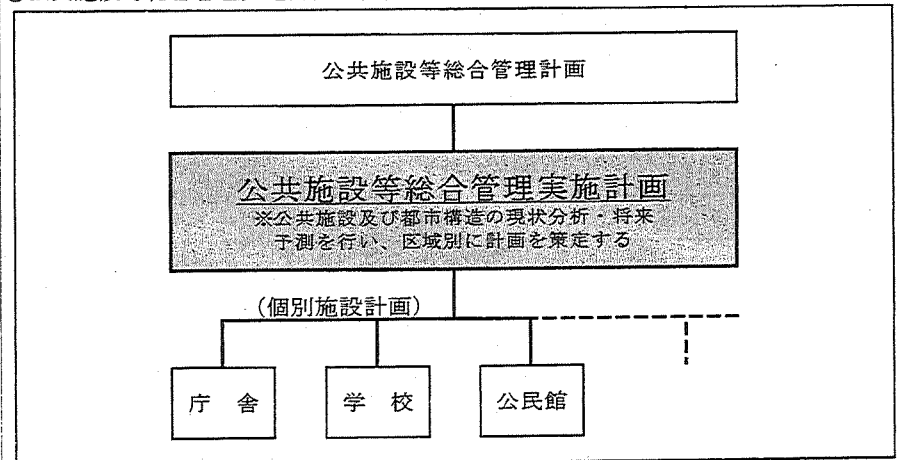 公共施設等総合管理計画
公共施設等総合管理実施計画
※公共施設及び都市構造の現状分析・将来
予測を行い、区域別に計画を策定する
(個別施設計画)
庁 舎
学 校
公民館